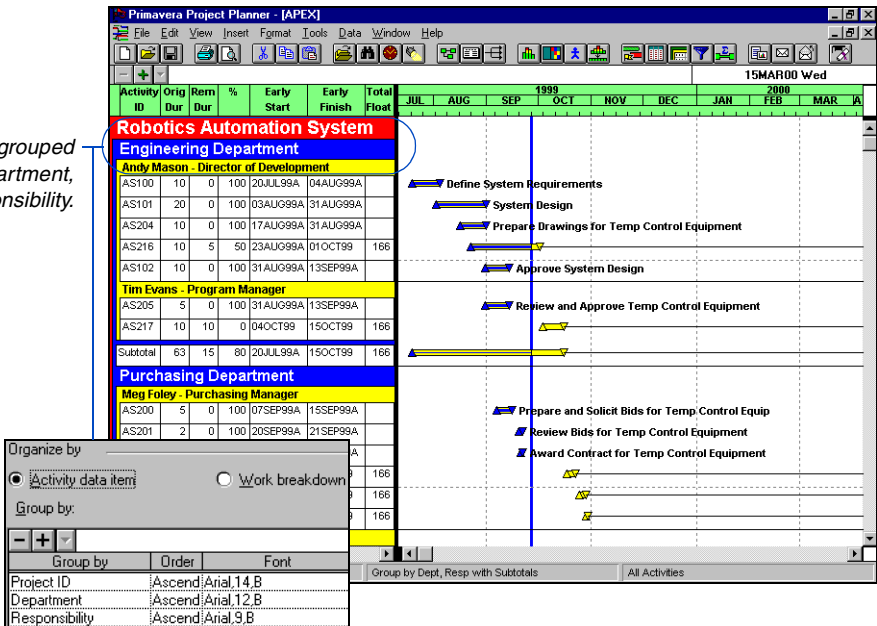 Primavera Project Planner - [APEX]
File Edit View Insert Format Tools Data Window Help
15MAR00 Wed
Activity ID Orig Dur Rem Dur % Early Start Early Finish Total Float
1999 2000
JUL AUG SEP OCT NOV DEC JAN FEB MAR A
Robotics Automation System
grouped
Engineering Department
artment,
Andy Mason - Director of Development
AS100 10 0 100 20JUL99A 04AUG99A Define System Requirements
onsibility.
AS101 20 0 100 03AUG99A 31AUG99A System Design
AS204 10 0 100 17AUG99A 31AUG99A Prepare Drawings for Temp Control Equipment
AS216 10 5 50 23AUG99A 01OCT99 166
AS102 10 0 100 31AUG99A 13SEP99A Approve System Design
Tim Evans - Program Manager
AS205 5 0 100 31AUG99A 13SEP99A Review and Approve Temp Control Equipment
AS217 10 10 0 04OCT99 15OCT99 166
Subtotal 63 15 80 20JUL99A 15OCT99 166
Purchasing Department
Meg Foley - Purchasing Manager
AS200 5 0 100 07SEP99A 15SEP99A Prepare and Solicit Bids for Temp Control Equip
AS201 2 0 100 20SEP99A 21SEP99A Review Bids for Temp Control Equipment
Award Contract for Temp Control Equipment
166
166
166
Organize by
Activity data item Work breakdown
Group by:
Group by Order Font
Project ID Ascend Arial,14,B
Department Ascend Arial,12,B
Responsibility Ascend Arial,9,B
Group by Dept, Resp with Subtotals All Activities